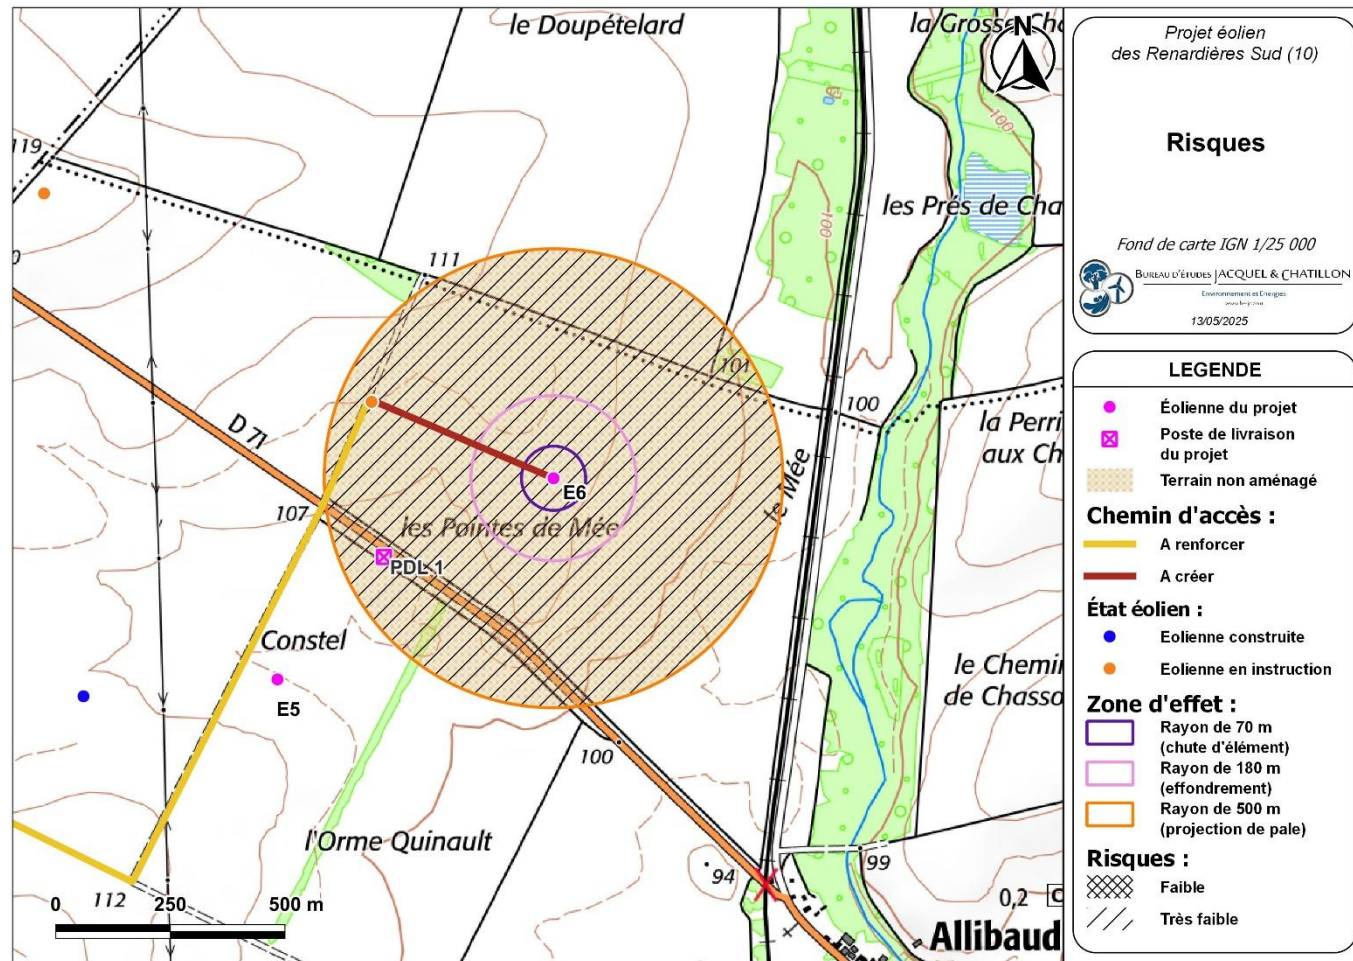 le Doupételard
la Grosse Ch
N
119
111
les Prés de Cha
100
100
101
100
la Perri
aux Ch
D 71
le Mée
E6
107
les Pointes de Mée
PDL 1
Constel
E5
le Chemi
de Chasso
100
l'Orme Quinault
94
99
112
0,2
Allibaud
0 250 500 m
Projet éolien
des Renardières Sud (10)
Risques
Fond de carte IGN 1/25 000
BUREAU D'ÉTUDES JACQUEL & CHATILLON
Environnement et Energies
13/05/2025
LEGENDE
Éolienne du projet
Poste de livraison
du projet
Terrain non aménagé
Chemin d'accès :
A renforcer
A créer
État éolien :
Eolienne construite
Eolienne en instruction
Zone d'effet :
Rayon de 70 m
(chute d'élément)
Rayon de 180 m
(effondrement)
Rayon de 500 m
(projection de pale)
Risques :
Faible
Très faible